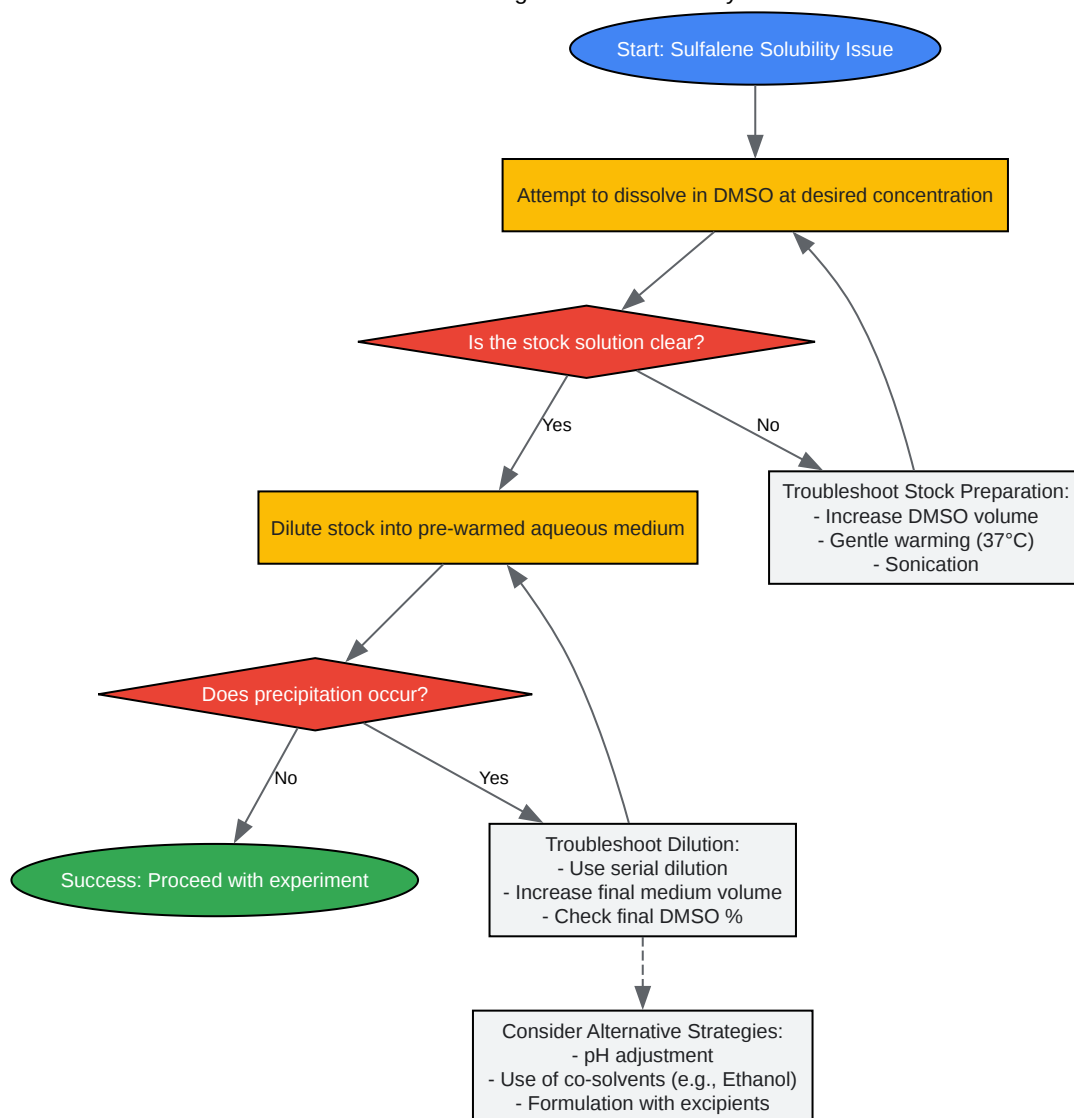 Start: Sulfalene Solubility Issue
Attempt to dissolve in DMSO at desired concentration
Is the stock solution clear?
Yes
No
Troubleshoot Stock Preparation:
- Increase DMSO volume
- Gentle warming (37°C)
- Sonication
Dilute stock into pre-warmed aqueous medium
Does precipitation occur?
No
Yes
Troubleshoot Dilution:
- Use serial dilution
- Increase final medium volume
- Check final DMSO %
Success: Proceed with experiment
Consider Alternative Strategies:
- pH adjustment
- Use of co-solvents (e.g., Ethanol)
- Formulation with excipients